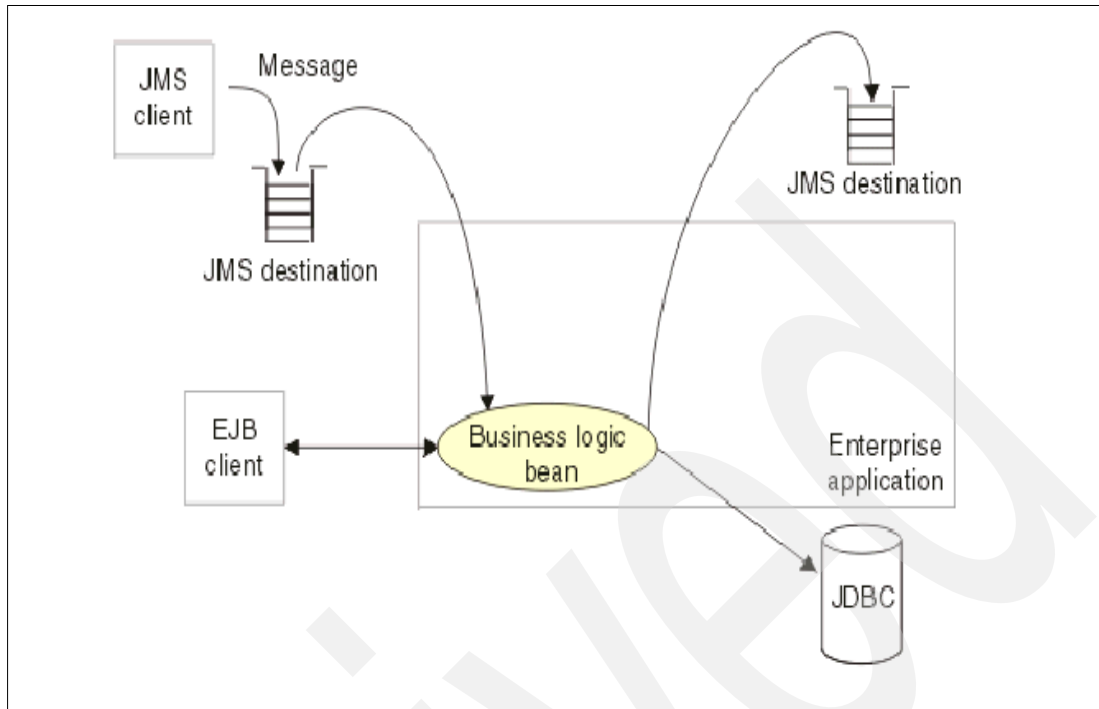 JMS
client
Message
JMS destination
JMS destination
EJB
client
Business logic
bean
Enterprise
application
JDBC